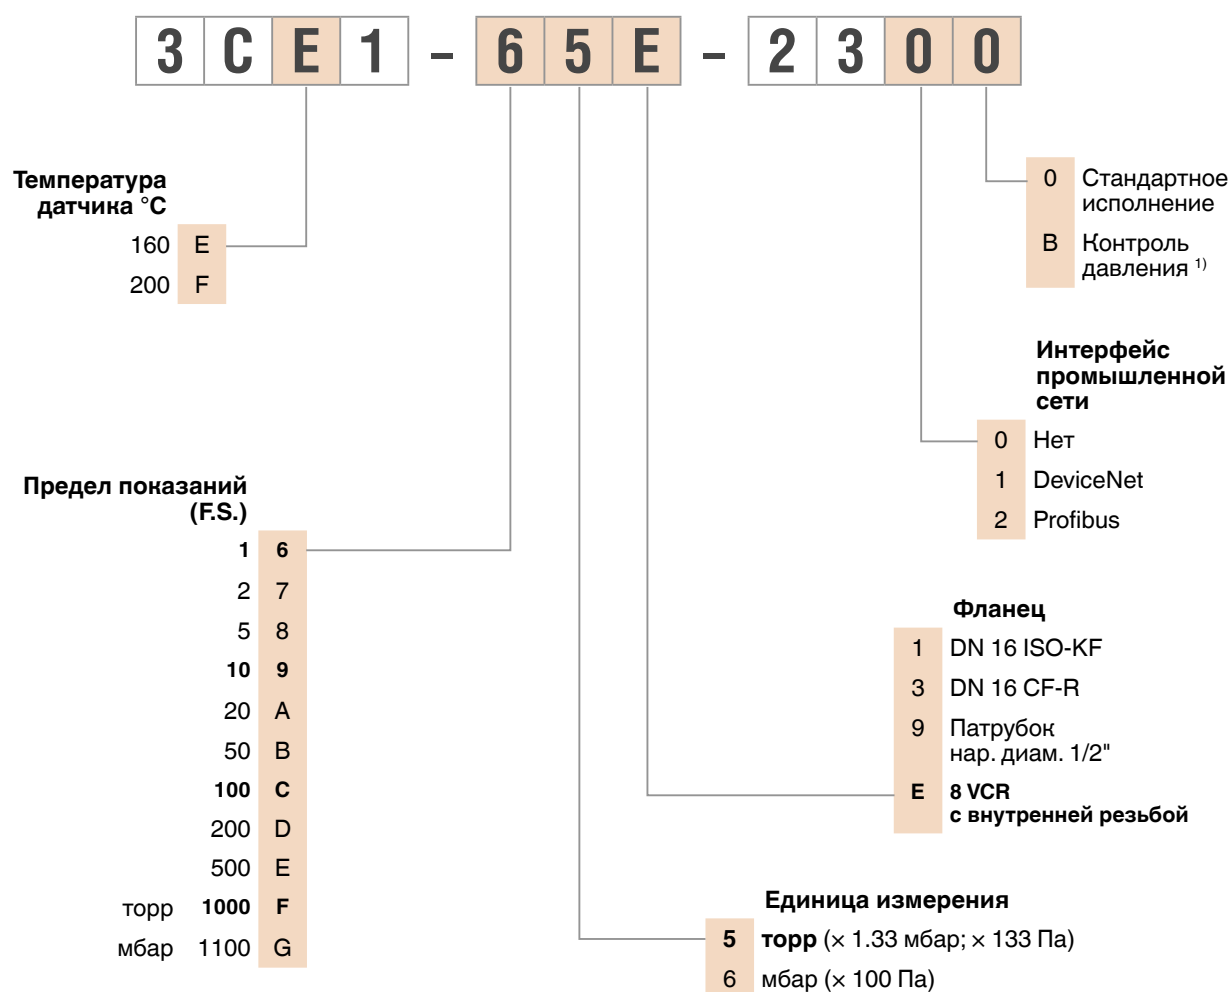 3 C E 1 – 6 5 E – 2 3 0 0
Температура
датчика °C
160 E
200 F
0 Стандартное
исполнение
B Контроль
давления 1)
Интерфейс
промышленной
сети
0 Нет
1 DeviceNet
2 Profibus
Предел показаний
(F.S.)
1 6
2 7
5 8
10 9
20 A
50 B
100 C
200 D
500 E
торр 1000 F
мбар 1100 G
Фланец
1 DN 16 ISO-KF
3 DN 16 CF-R
9 Патрубок
нар. диам. 1/2"
E 8 VCR
с внутренней резьбой
Единица измерения
5 торр (× 1.33 мбар; × 133 Па)
6 мбар (× 100 Па)